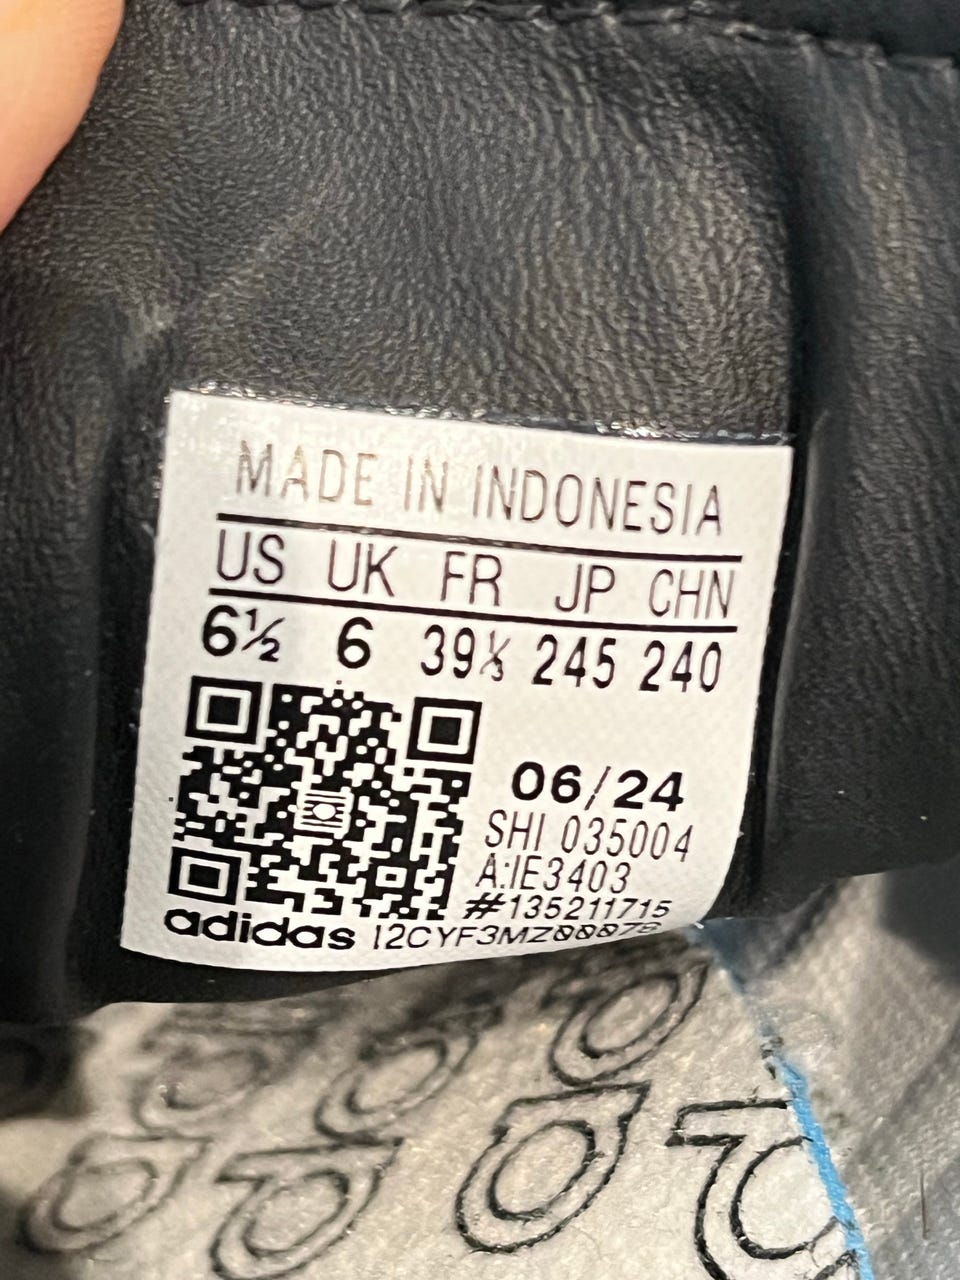 MADE IN INDONESIA
US UK FR JP CHN
6½ 6 39⅓ 245 240
06/24
SHI 035004
A:IE3403
#135211715
adidas I2CYF3MZ00078